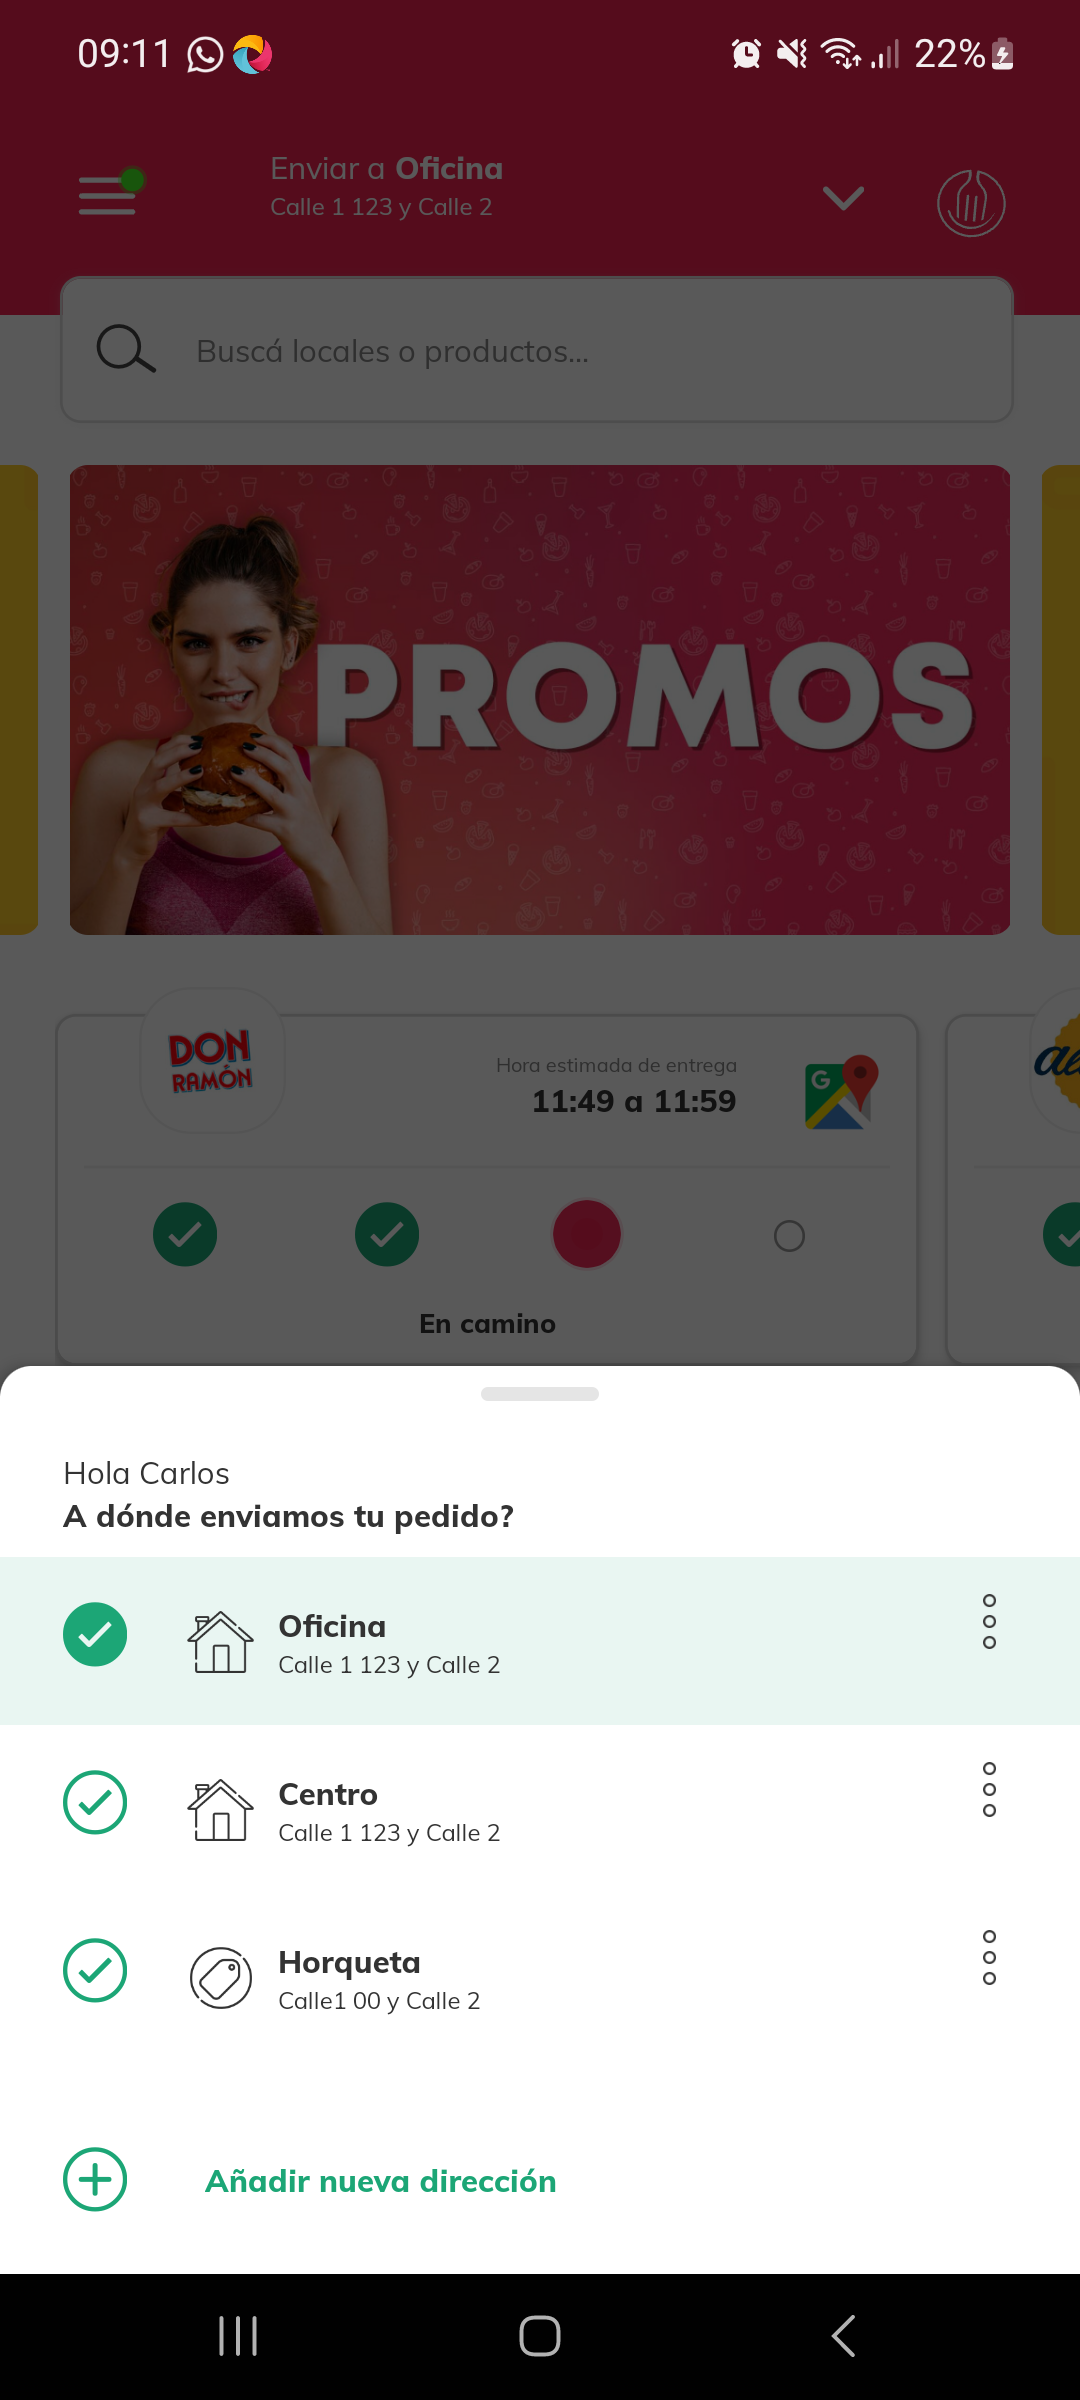 09:11
22%
Enviar a Oficina
Calle 1 123 y Calle 2
Buscá locales o productos...
PROMOS
DON
RAMÓN
Hora estimada de entrega
11:49 a 11:59
G
En camino
Hola Carlos
A dónde enviamos tu pedido?
Oficina
Calle 1 123 y Calle 2
Centro
Calle 1 123 y Calle 2
Horqueta
Calle1 00 y Calle 2
Añadir nueva dirección